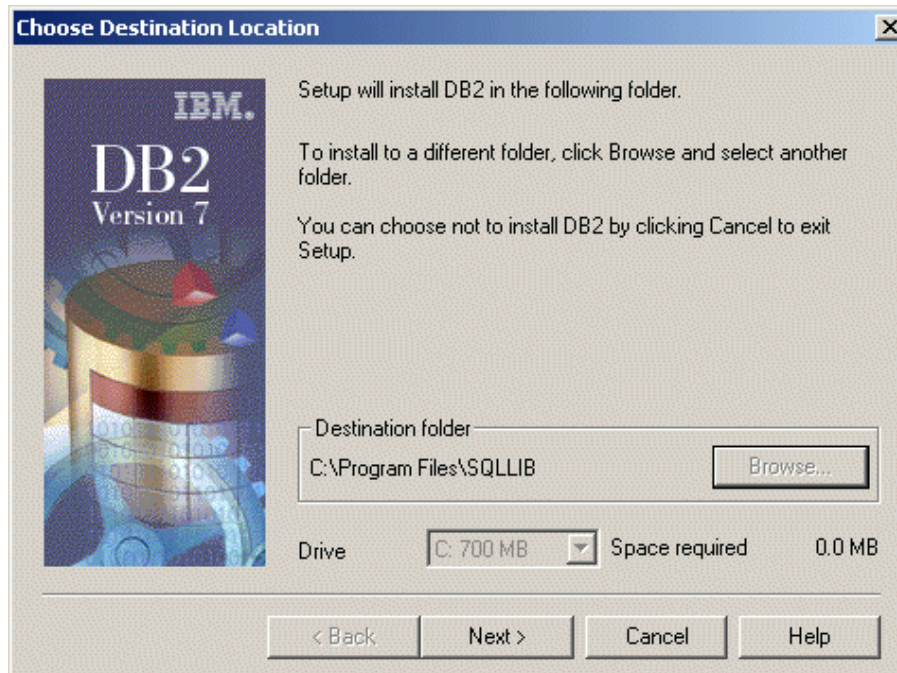 Choose Destination Location
IBM.
DB2
Version 7
Setup will install DB2 in the following folder.
To install to a different folder, click Browse and select another
folder.
You can choose not to install DB2 by clicking Cancel to exit
Setup.
Destination folder
C:\Program Files\SQLLIB
Browse...
Drive
C: 700 MB
Space required
0.0 MB
< Back
Next >
Cancel
Help